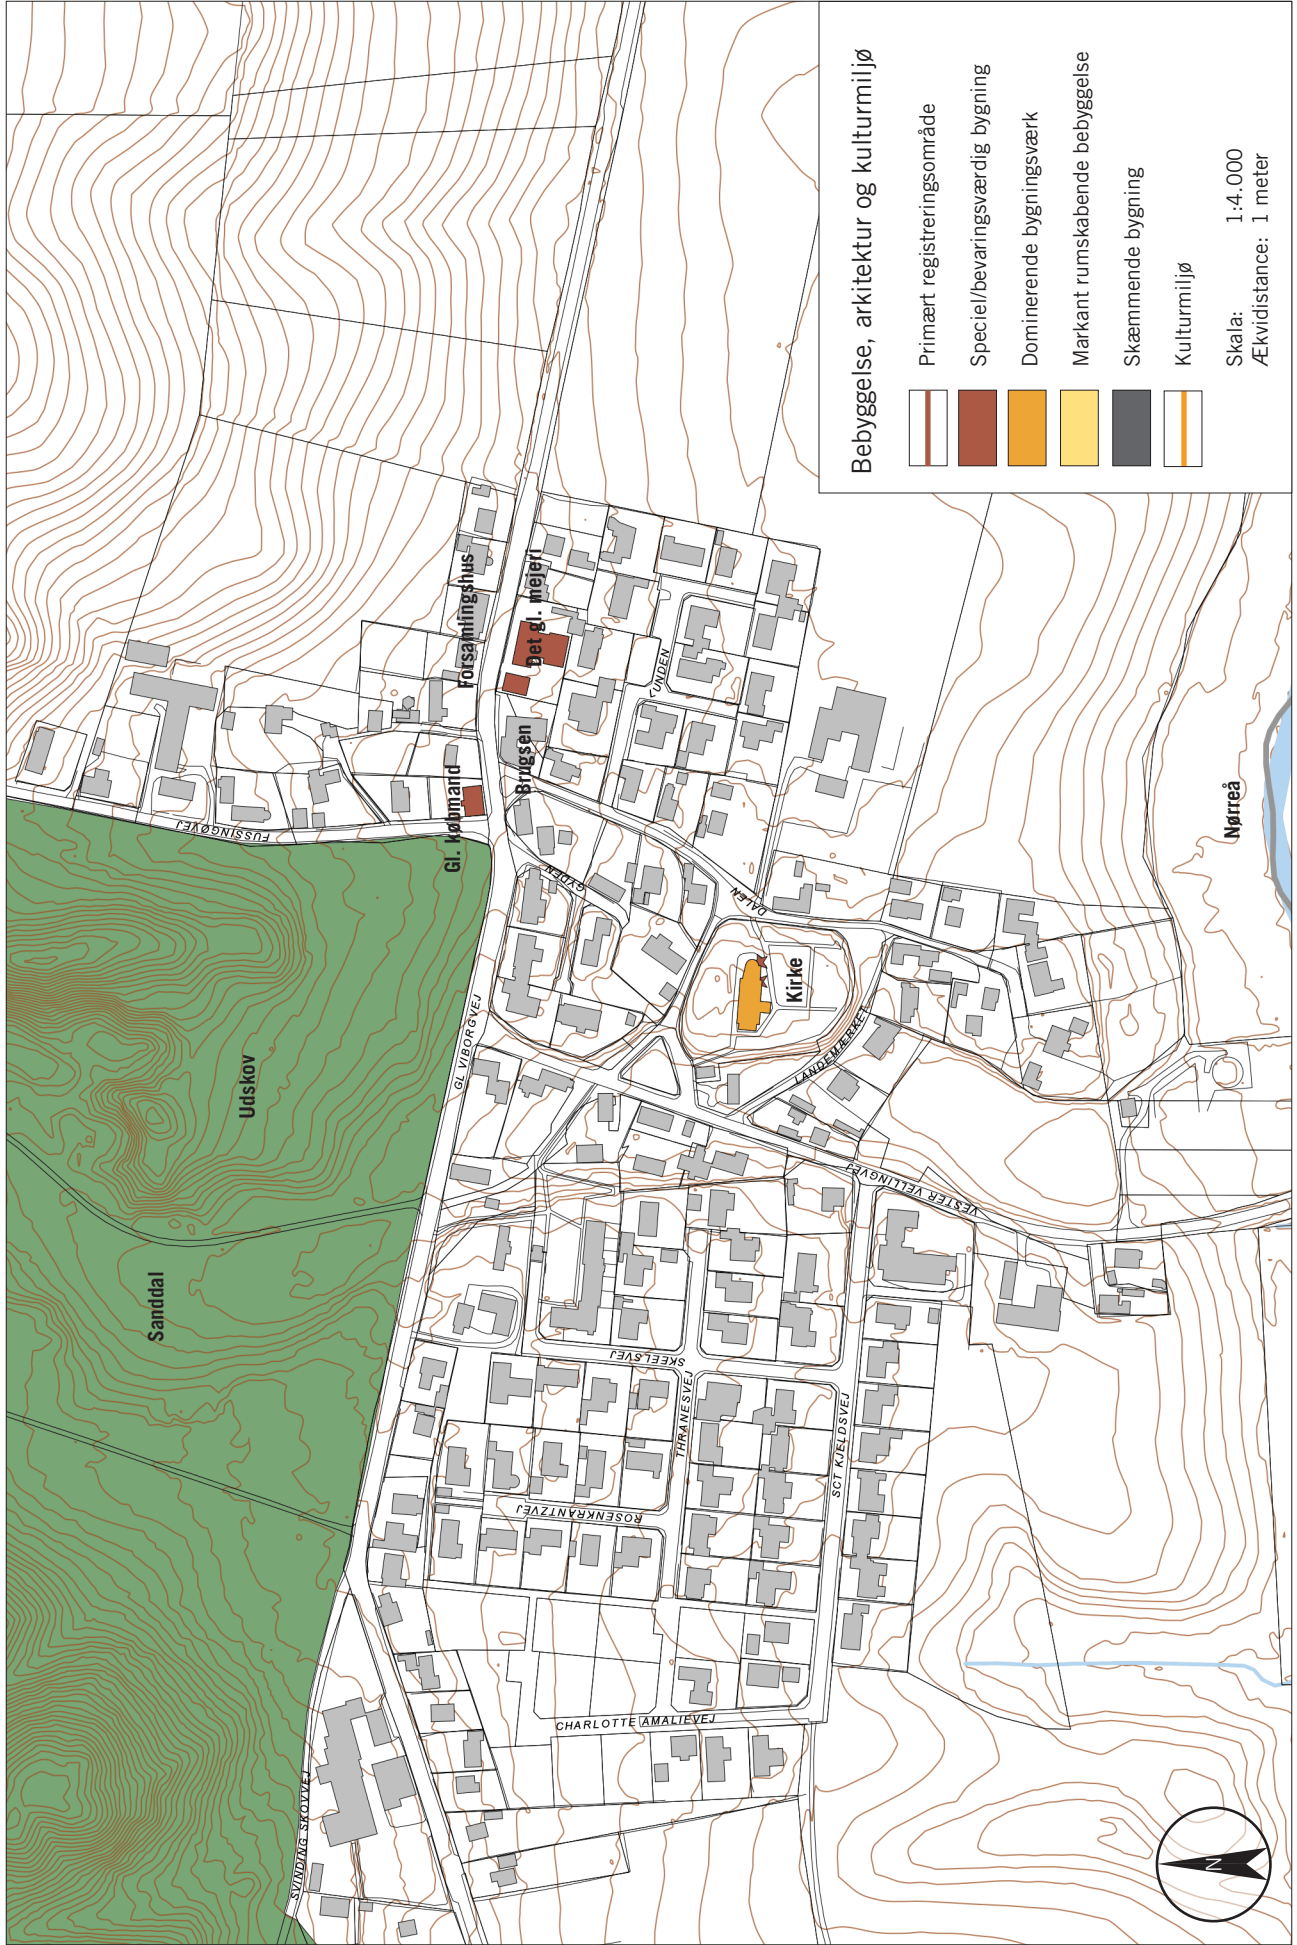 Bebyggelse, arkitektur og kulturmiljø
Primært registreringsområde
Speciel/bevaringsværdig bygning
Dominerende bygningsværk
Markant rumskabende bebyggelse
Skæmmende bygning
Kulturmiljø
Skala: 1:4.000
Ækvidistance: 1 meter
Sanddal
Udskov
SVINDING SKOVVEJ
GL VIBORGVEJ
FUSSINGØVEJ
Gl. købmand
Forsamlingshus
Brugsen
Det gl. mejeri
GYDEN
LUNDEN
DALEN
Kirke
LANDEMÆRKET
VESTER VELLINGVEJ
SKEELSVEJ
THRANESVEJ
ROSENKRANTZVEJ
SCT KJELDSVEJ
CHARLOTTE AMALIEVEJ
Nørreå
N